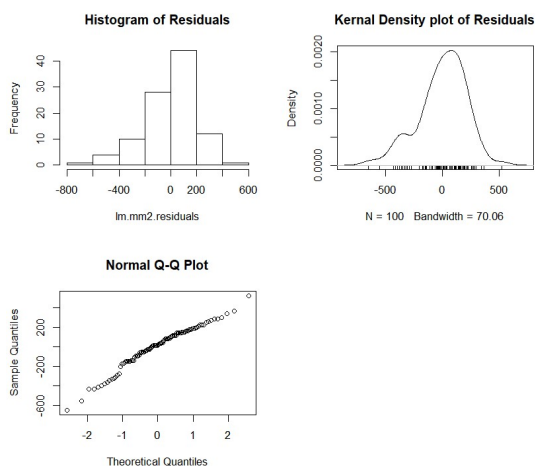 Histogram of Residuals
Frequency
0 10 20 30 40
-800 -400 0 200 600
lm.mm2.residuals
Kernal Density plot of Residuals
Density
0.0000 0.0010 0.0020
-500 0 500
N = 100 Bandwidth = 70.06
Normal Q-Q Plot
Sample Quantiles
-600 -200 200
-2 -1 0 1 2
Theoretical Quantiles